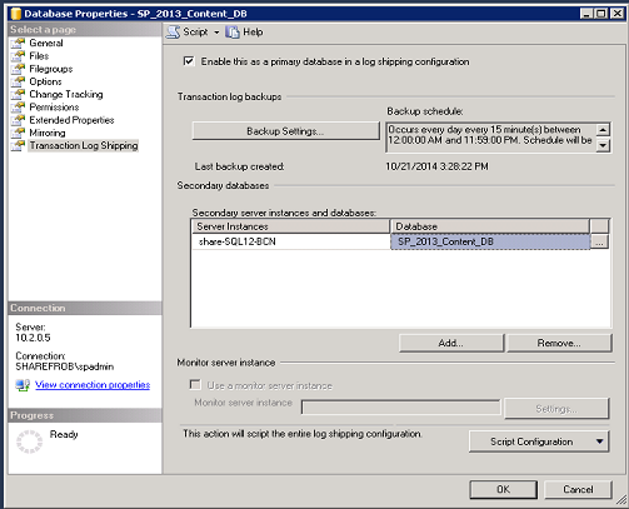 Database Properties - SP_2013_Content_DB
Select a page
General
Files
Filegroups
Options
Change Tracking
Permissions
Extended Properties
Mirroring
Transaction Log Shipping
Script
Help
Enable this as a primary database in a log shipping configuration
Transaction log backups
Backup schedule:
Backup Settings...
Occurs every day every 15 minute(s) between
12:00:00 AM and 11:59:00 PM. Schedule will be
Last backup created:
10/21/2014 3:28:22 PM
Secondary databases
Secondary server instances and databases:
Server Instances
Database
share-SQL12-BCN
SP_2013_Content_DB
...
Add...
Remove...
Connection
Server:
10.2.0.5
Connection:
SHAREFROB\spadmin
View connection properties
Progress
Ready
Monitor server instance
Use a monitor server instance
Monitor server instance
Settings...
This action will script the entire log shipping configuration.
Script Configuration
OK
Cancel